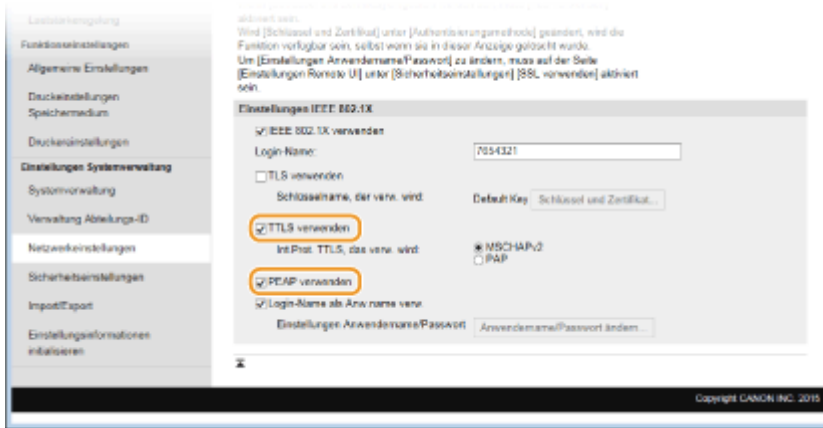 Laststarkeregelung
Funktionseinstellungen
Allgemeine Einstellungen
Druckeinstellungen
Speichermedium
Druckereinstellungen
Einstellungen Systemverwaltung
Systemverwaltung
Verwaltung Abteilungs-ID
Netzwerkeinstellungen
Sicherheitseinstellungen
Import/Export
Einstellungsinformationen
initialisieren
aktiviert sein.
Wird [Schlüssel und Zertifikat] unter [Authentisierungsmethode] geändert, wird die
Funktion verfügbar sein, selbst wenn sie in dieser Anzeige gelöscht wurde.
Um [Einstellungen Anwendername/Passwort] zu ändern, muss auf der Seite
[Einstellungen Remote UI] unter [Sicherheitseinstellungen] [SSL verwenden] aktiviert
sein.
Einstellungen IEEE 802.1X
IEEE 802.1X verwenden
Login-Name: 7654321
TLS verwenden
Schlüsselname, der verw. wird: Default Key Schlüssel und Zertifikat...
TTLS verwenden
Int.Prot. TTLS, das verw. wird: MSCHAPv2
PAP
PEAP verwenden
Login-Name als Anw.name verw.
Einstellungen Anwendername/Passwort Anwendername/Passwort ändern...
Copyright CANON INC. 2015